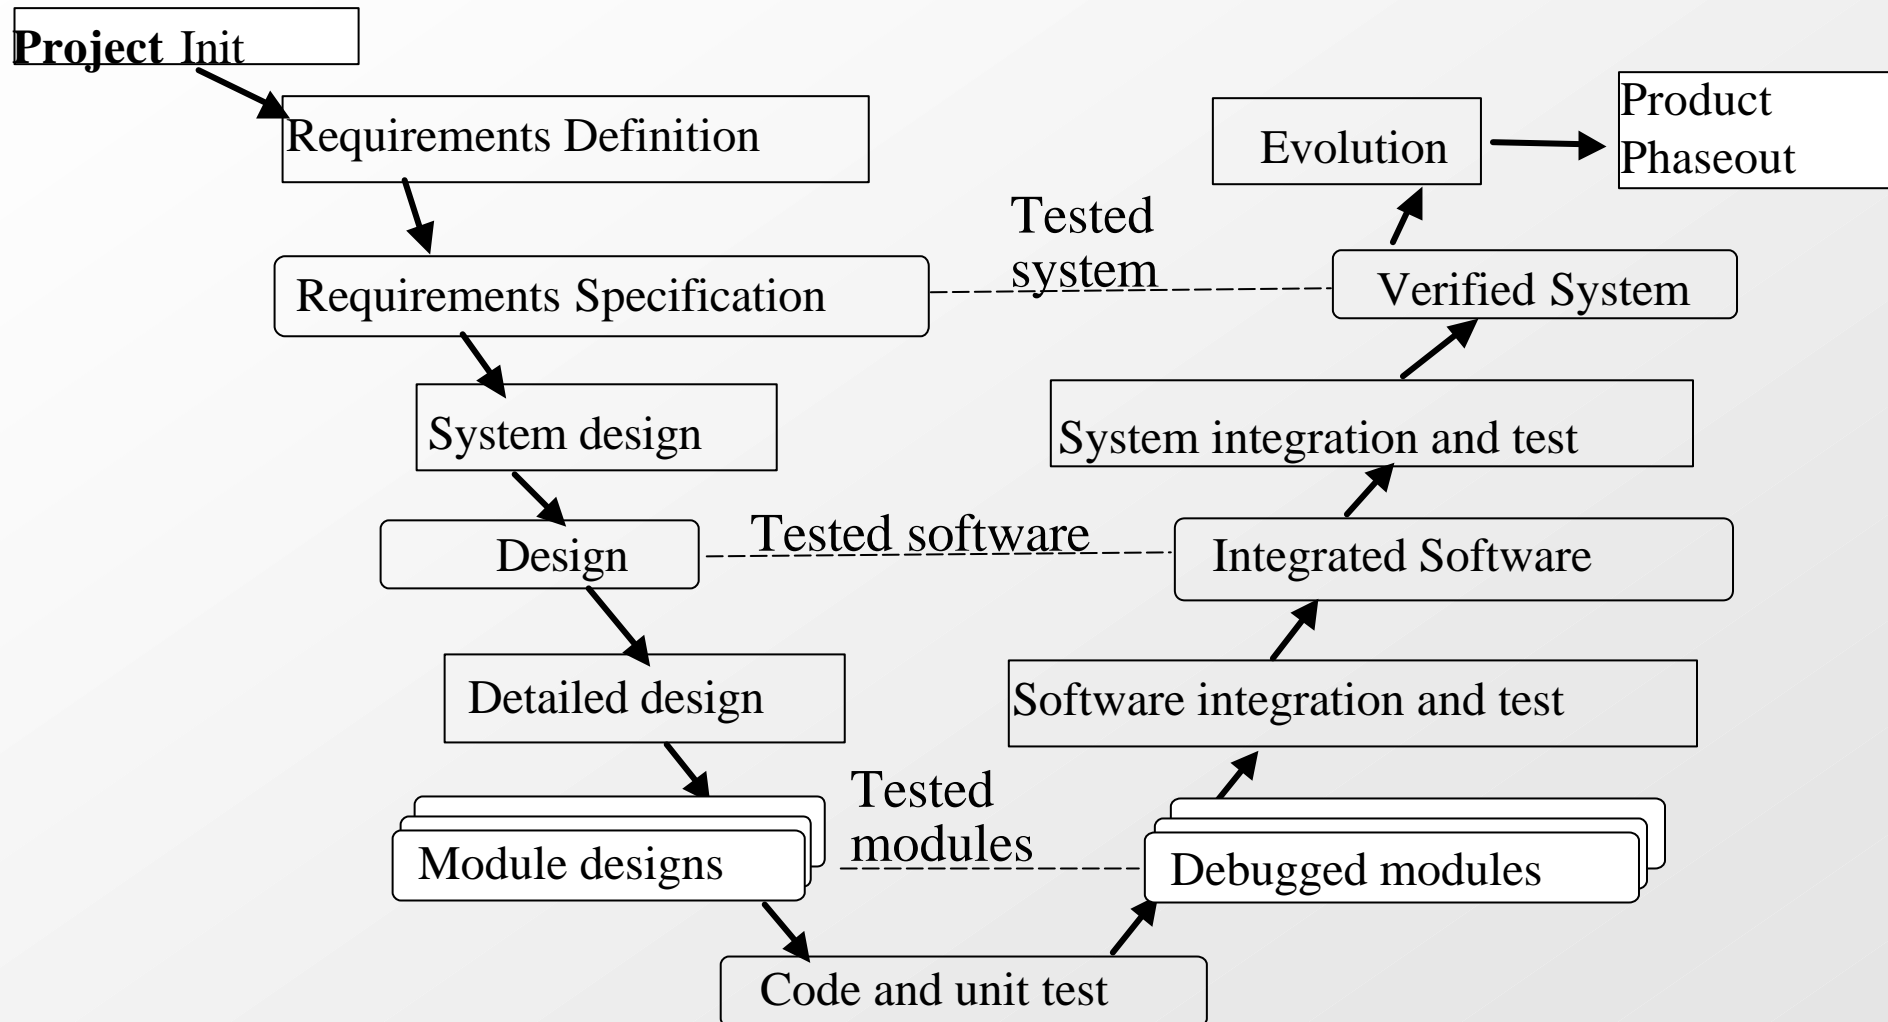 Project Init
Requirements Definition
Evolution
Product
Phaseout
Tested
system
Requirements Specification
Verified System
System design
System integration and test
Tested software
Design
Integrated Software
Detailed design
Software integration and test
Tested
modules
Module designs
Debugged modules
Code and unit test